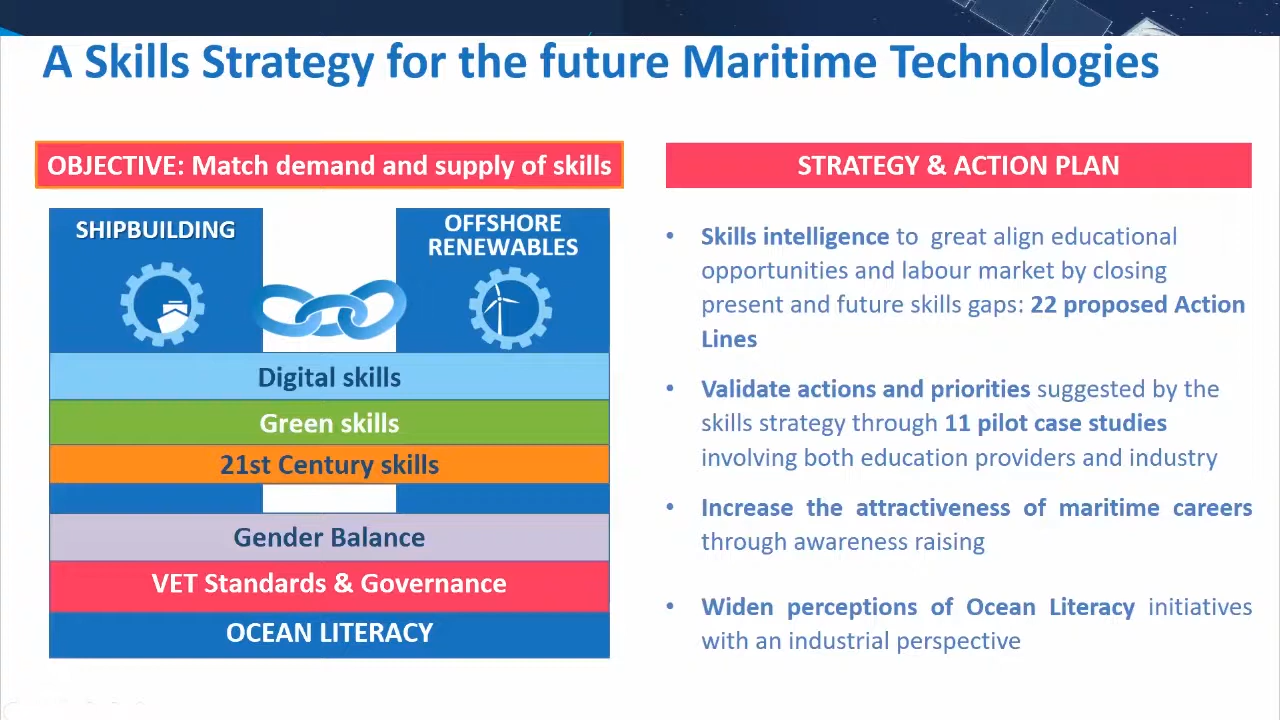 A Skills Strategy for the future Maritime Technologies
OBJECTIVE: Match demand and supply of skills
SHIPBUILDING
OFFSHORE
RENEWABLES
Digital skills
Green skills
21st Century skills
Gender Balance
VET Standards & Governance
OCEAN LITERACY
STRATEGY & ACTION PLAN
• Skills intelligence to great align educational
opportunities and labour market by closing
present and future skills gaps: 22 proposed Action
Lines
• Validate actions and priorities suggested by the
skills strategy through 11 pilot case studies
involving both education providers and industry
• Increase the attractiveness of maritime careers
through awareness raising
• Widen perceptions of Ocean Literacy initiatives
with an industrial perspective